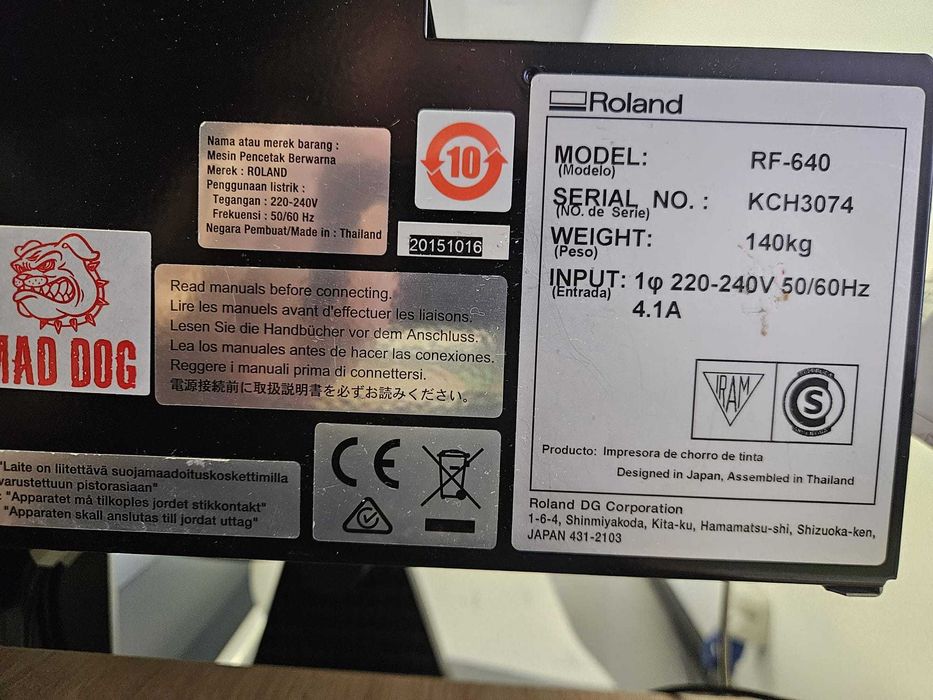 Roland
MODEL: RF-640
(Modelo)
SERIAL NO. : KCH3074
(NO. de Serie)
WEIGHT: 140kg
(Peso)
INPUT: 1φ 220-240V 50/60Hz
(Entrada) 4.1A
IRAM
S
Producto: Impresora de chorro de tinta
Designed in Japan, Assembled in Thailand
Roland DG Corporation
1-6-4, Shinmiyakoda, Kita-ku, Hamamatsu-shi, Shizuoka-ken,
JAPAN 431-2103
Nama atau merek barang :
Mesin Pencetak Berwarna
Merek : ROLAND
Penggunaan listrik :
Tegangan : 220-240V
Frekuensi : 50/60 Hz
Negara Pembuat/Made in : Thailand
10
20151016
MAD DOG
Read manuals before connecting.
Lire les manuels avant d'effectuer les liaisons.
Lesen Sie die Handbücher vor dem Anschluss.
Lea los manuales antes de hacer las conexiones.
Reggere i manuali prima di connettersi.
電源接続前に取扱説明書を必ずお読みください。
CE
"Laite on liitettävä suojamaadoituskoskettimilla
varustettuun pistorasiaan"
: "Apparatet må tilkoples jordet stikkontakt"
"Apparaten skall anslutas till jordat uttag"